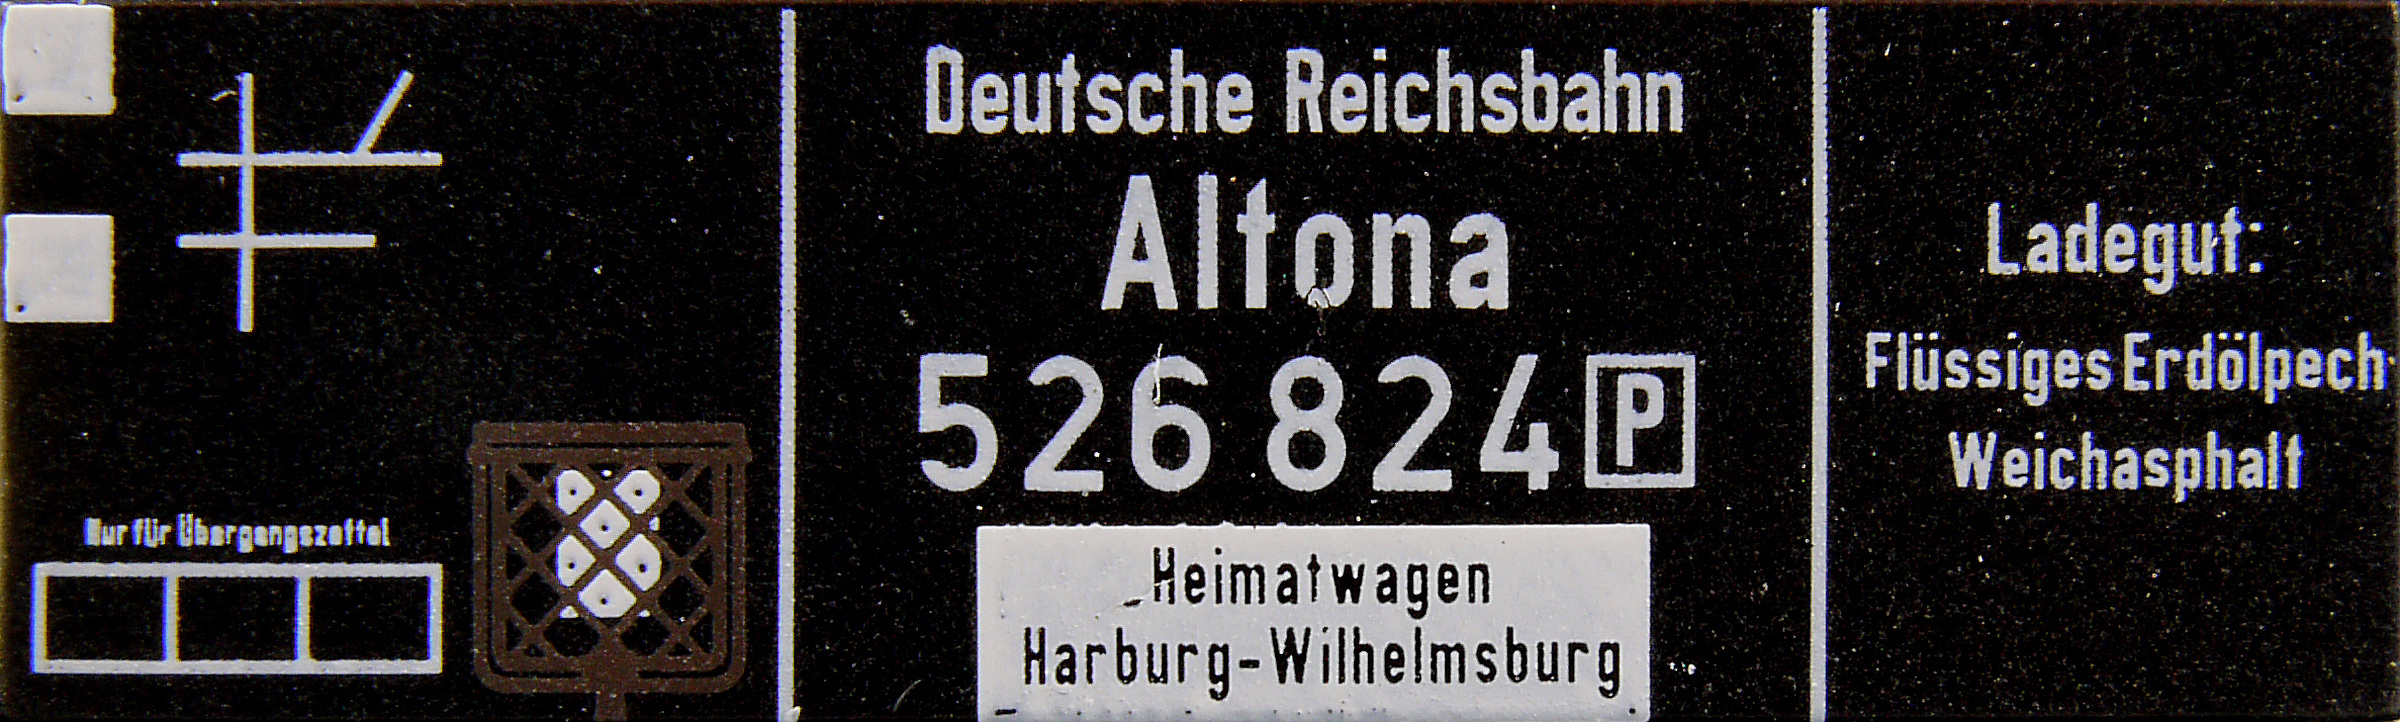 Nur für Übergangszettel
Deutsche Reichsbahn
Altona
526 824 P
Heimatwagen
Harburg-Wilhelmsburg
Ladegut:
Flüssiges Erdölpech
Weichasphalt